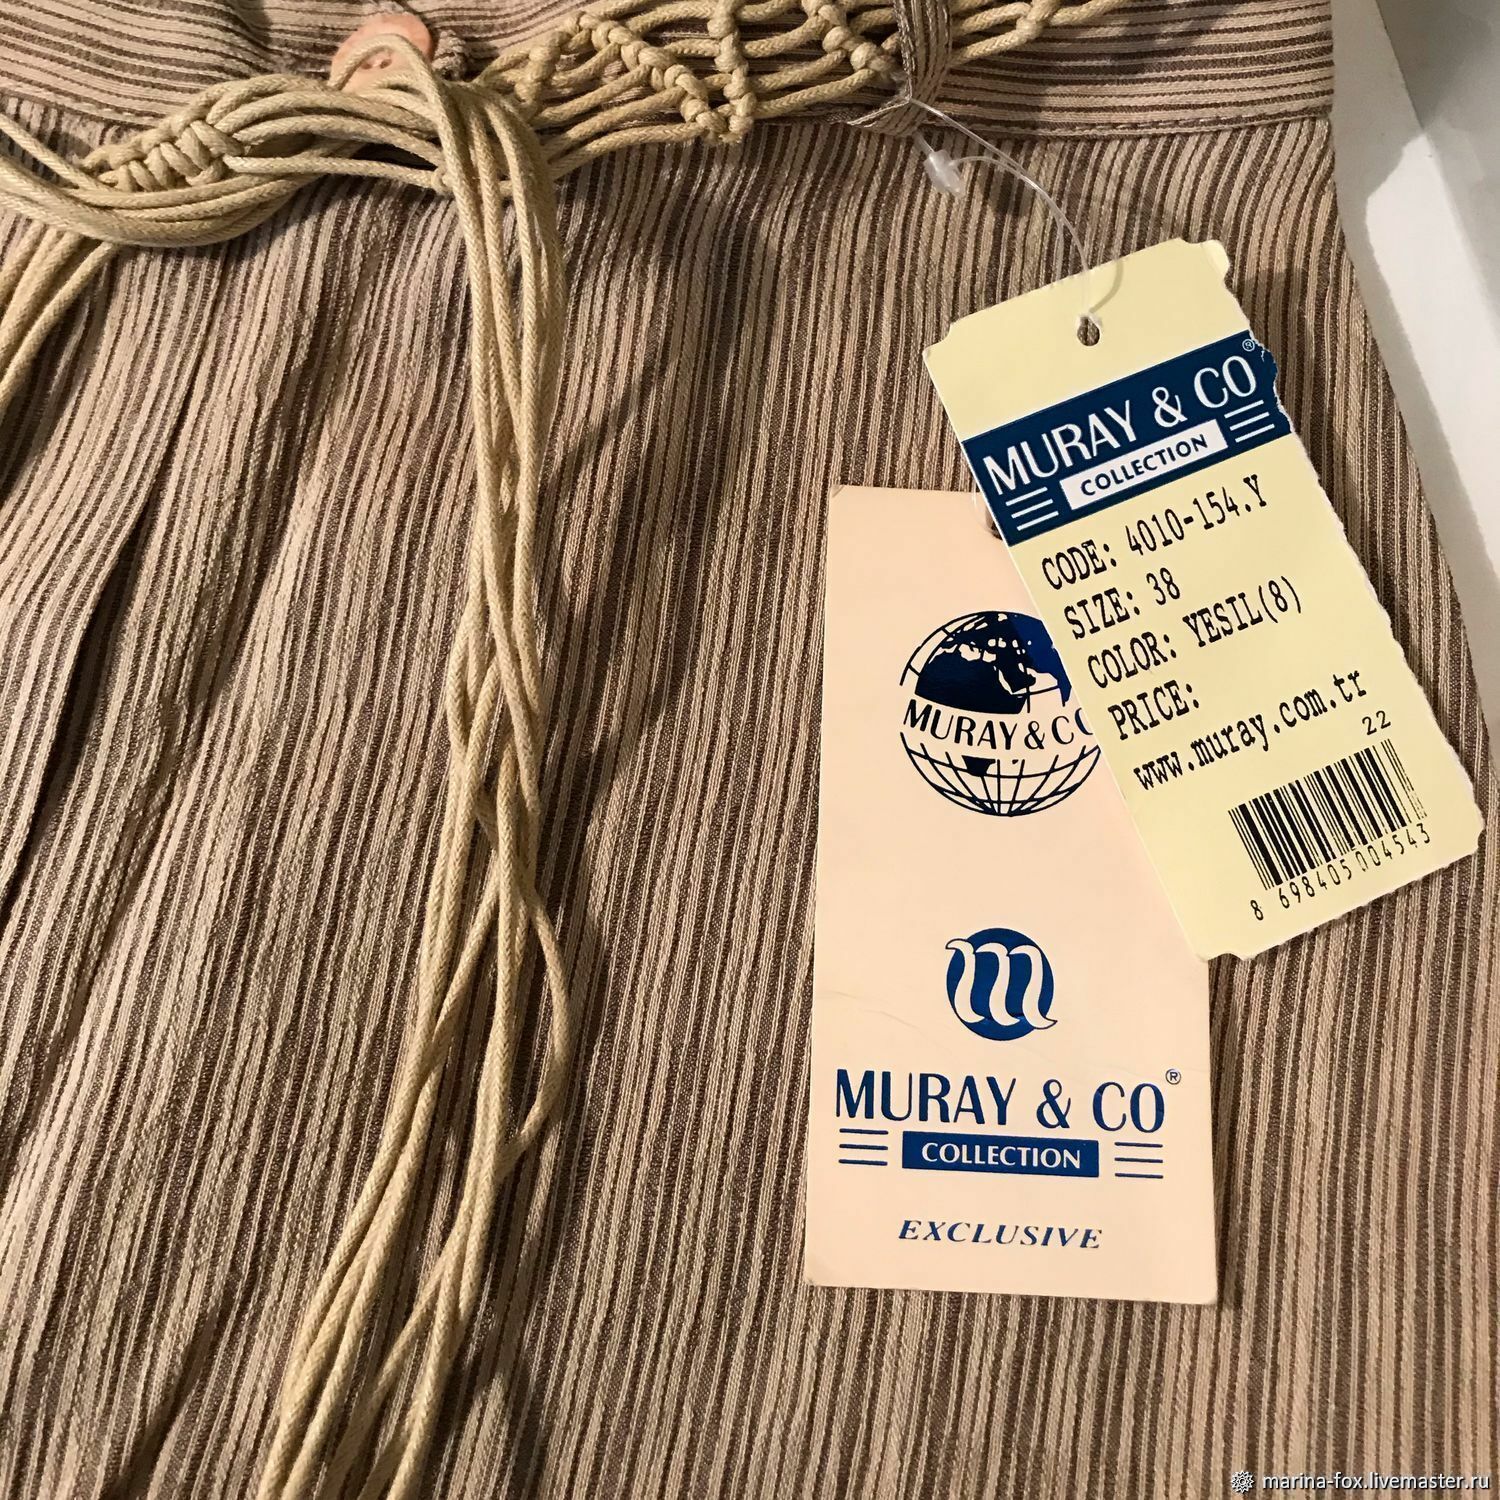 MURAY & CO®
COLLECTION
CODE: 4010-154.Y
SIZE: 38
COLOR: YESIL(8)
PRICE:
www.muray.com.tr
22
8 698405 004543
MURAY & CO
m
MURAY & CO®
COLLECTION
EXCLUSIVE
marina-fox.livemaster.ru